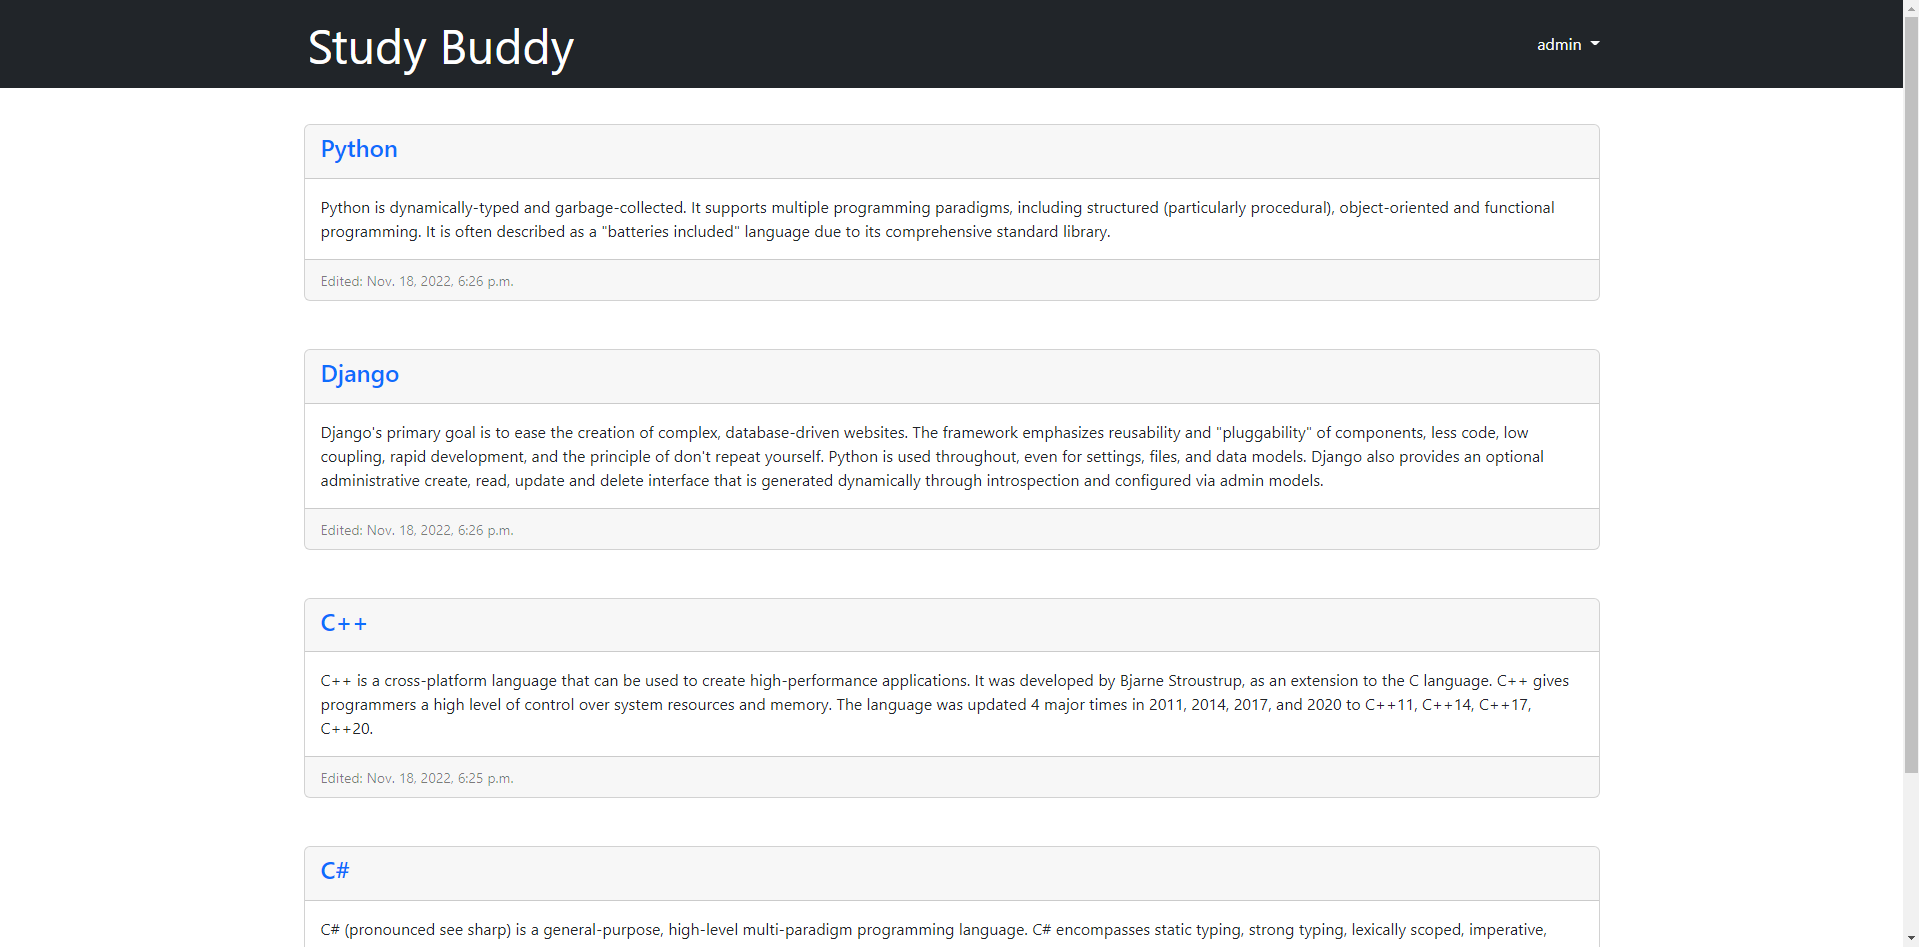 Study Buddy
admin
Python
Python is dynamically-typed and garbage-collected. It supports multiple programming paradigms, including structured (particularly procedural), object-oriented and functional
programming. It is often described as a "batteries included" language due to its comprehensive standard library.
Edited: Nov. 18, 2022, 6:26 p.m.
Django
Django's primary goal is to ease the creation of complex, database-driven websites. The framework emphasizes reusability and "pluggability" of components, less code, low
coupling, rapid development, and the principle of don't repeat yourself. Python is used throughout, even for settings, files, and data models. Django also provides an optional
administrative create, read, update and delete interface that is generated dynamically through introspection and configured via admin models.
Edited: Nov. 18, 2022, 6:26 p.m.
C++
C++ is a cross-platform language that can be used to create high-performance applications. It was developed by Bjarne Stroustrup, as an extension to the C language. C++ gives
programmers a high level of control over system resources and memory. The language was updated 4 major times in 2011, 2014, 2017, and 2020 to C++11, C++14, C++17,
C++20.
Edited: Nov. 18, 2022, 6:25 p.m.
C#
C# (pronounced see sharp) is a general-purpose, high-level multi-paradigm programming language. C# encompasses static typing, strong typing, lexically scoped, imperative,